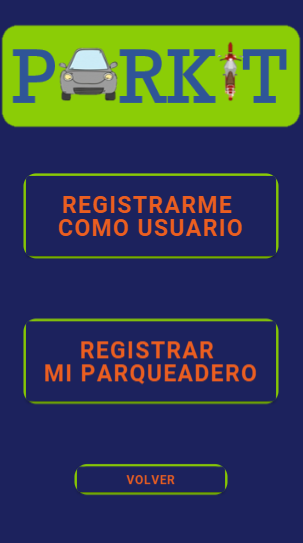 PARKIT
REGISTRARME
COMO USUARIO
REGISTRAR
MI PARQUEADERO
VOLVER